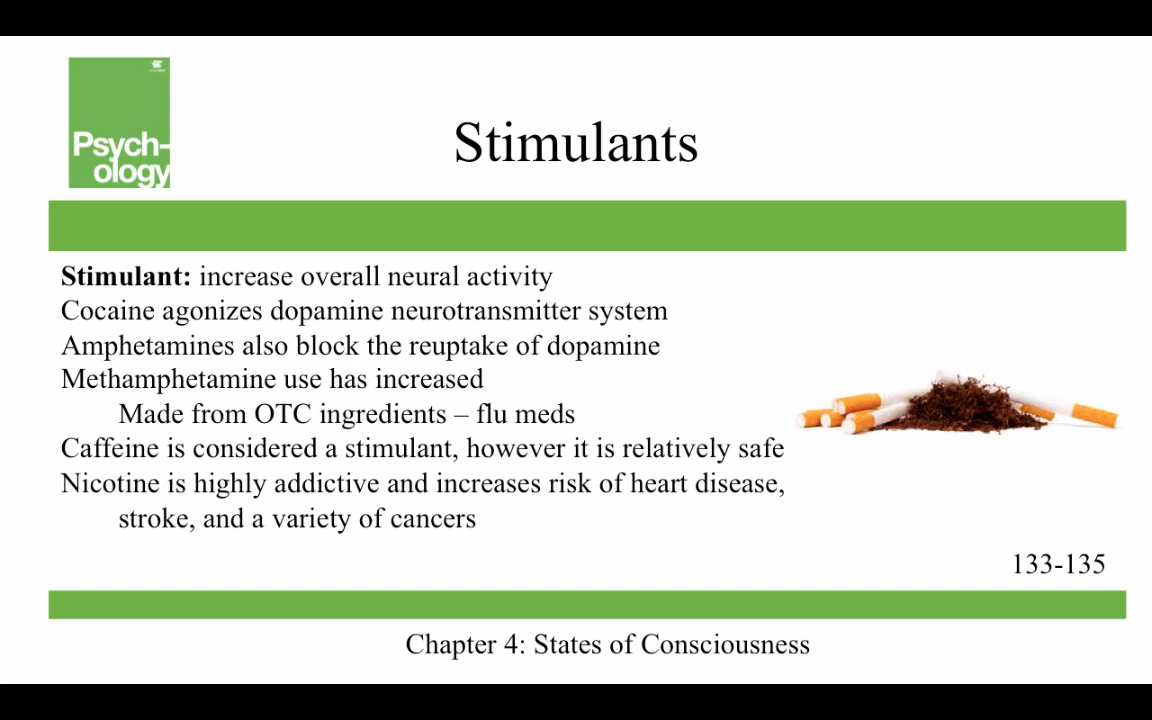 Psych-
ology
Stimulants
Stimulant: increase overall neural activity
Cocaine agonizes dopamine neurotransmitter system
Amphetamines also block the reuptake of dopamine
Methamphetamine use has increased
Made from OTC ingredients – flu meds
Caffeine is considered a stimulant, however it is relatively safe
Nicotine is highly addictive and increases risk of heart disease,
stroke, and a variety of cancers
133-135
Chapter 4: States of Consciousness